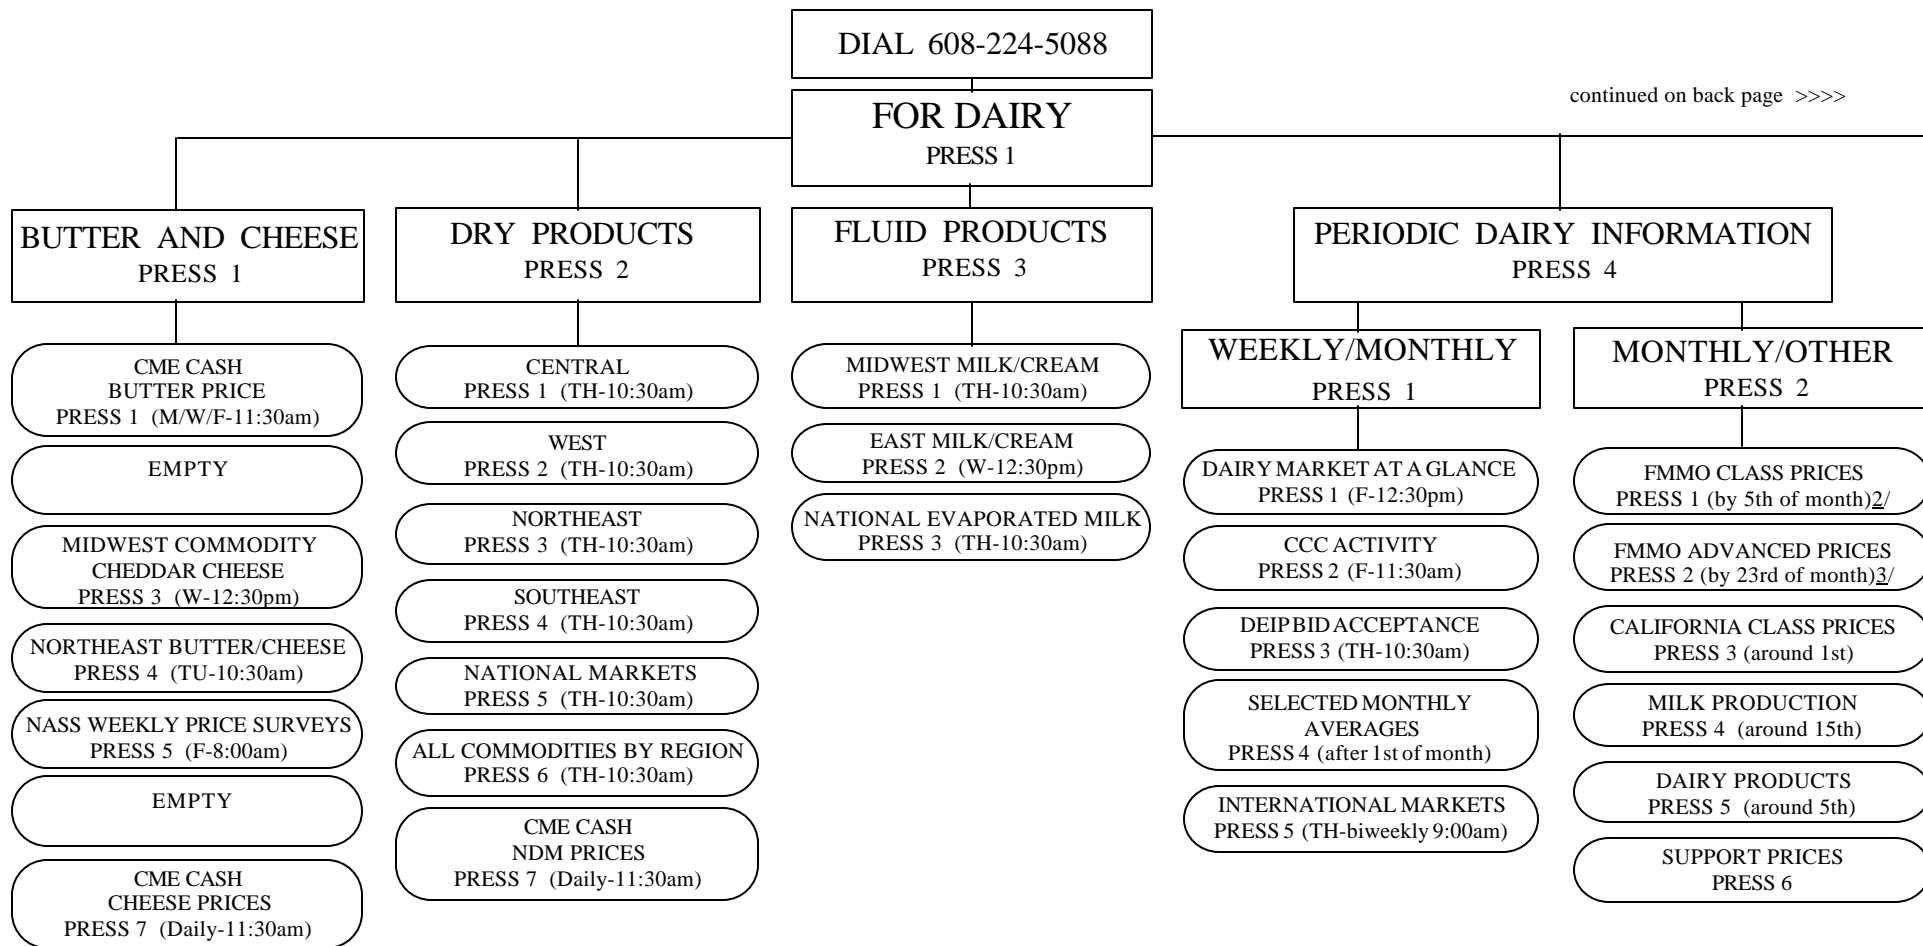 DIAL 608-224-5088
continued on back page >>>>
FOR DAIRY
PRESS 1
BUTTER AND CHEESE
PRESS 1
CME CASH
BUTTER PRICE
PRESS 1 (M/W/F-11:30am)
EMPTY
MIDWEST COMMODITY
CHEDDAR CHEESE
PRESS 3 (W-12:30pm)
NORTHEAST BUTTER/CHEESE
PRESS 4 (TU-10:30am)
NASS WEEKLY PRICE SURVEYS
PRESS 5 (F-8:00am)
EMPTY
CME CASH
CHEESE PRICES
PRESS 7 (Daily-11:30am)
DRY PRODUCTS
PRESS 2
CENTRAL
PRESS 1 (TH-10:30am)
WEST
PRESS 2 (TH-10:30am)
NORTHEAST
PRESS 3 (TH-10:30am)
SOUTHEAST
PRESS 4 (TH-10:30am)
NATIONAL MARKETS
PRESS 5 (TH-10:30am)
ALL COMMODITIES BY REGION
PRESS 6 (TH-10:30am)
CME CASH
NDM PRICES
PRESS 7 (Daily-11:30am)
FLUID PRODUCTS
PRESS 3
MIDWEST MILK/CREAM
PRESS 1 (TH-10:30am)
EAST MILK/CREAM
PRESS 2 (W-12:30pm)
NATIONAL EVAPORATED MILK
PRESS 3 (TH-10:30am)
PERIODIC DAIRY INFORMATION
PRESS 4
WEEKLY/MONTHLY
PRESS 1
DAIRY MARKET AT A GLANCE
PRESS 1 (F-12:30pm)
CCC ACTIVITY
PRESS 2 (F-11:30am)
DEIP BID ACCEPTANCE
PRESS 3 (TH-10:30am)
SELECTED MONTHLY
AVERAGES
PRESS 4 (after 1st of month)
INTERNATIONAL MARKETS
PRESS 5 (TH-biweekly 9:00am)
MONTHLY/OTHER
PRESS 2
FMMO CLASS PRICES
PRESS 1 (by 5th of month)2/
FMMO ADVANCED PRICES
PRESS 2 (by 23rd of month)3/
CALIFORNIA CLASS PRICES
PRESS 3 (around 1st)
MILK PRODUCTION
PRESS 4 (around 15th)
DAIRY PRODUCTS
PRESS 5 (around 5th)
SUPPORT PRICES
PRESS 6